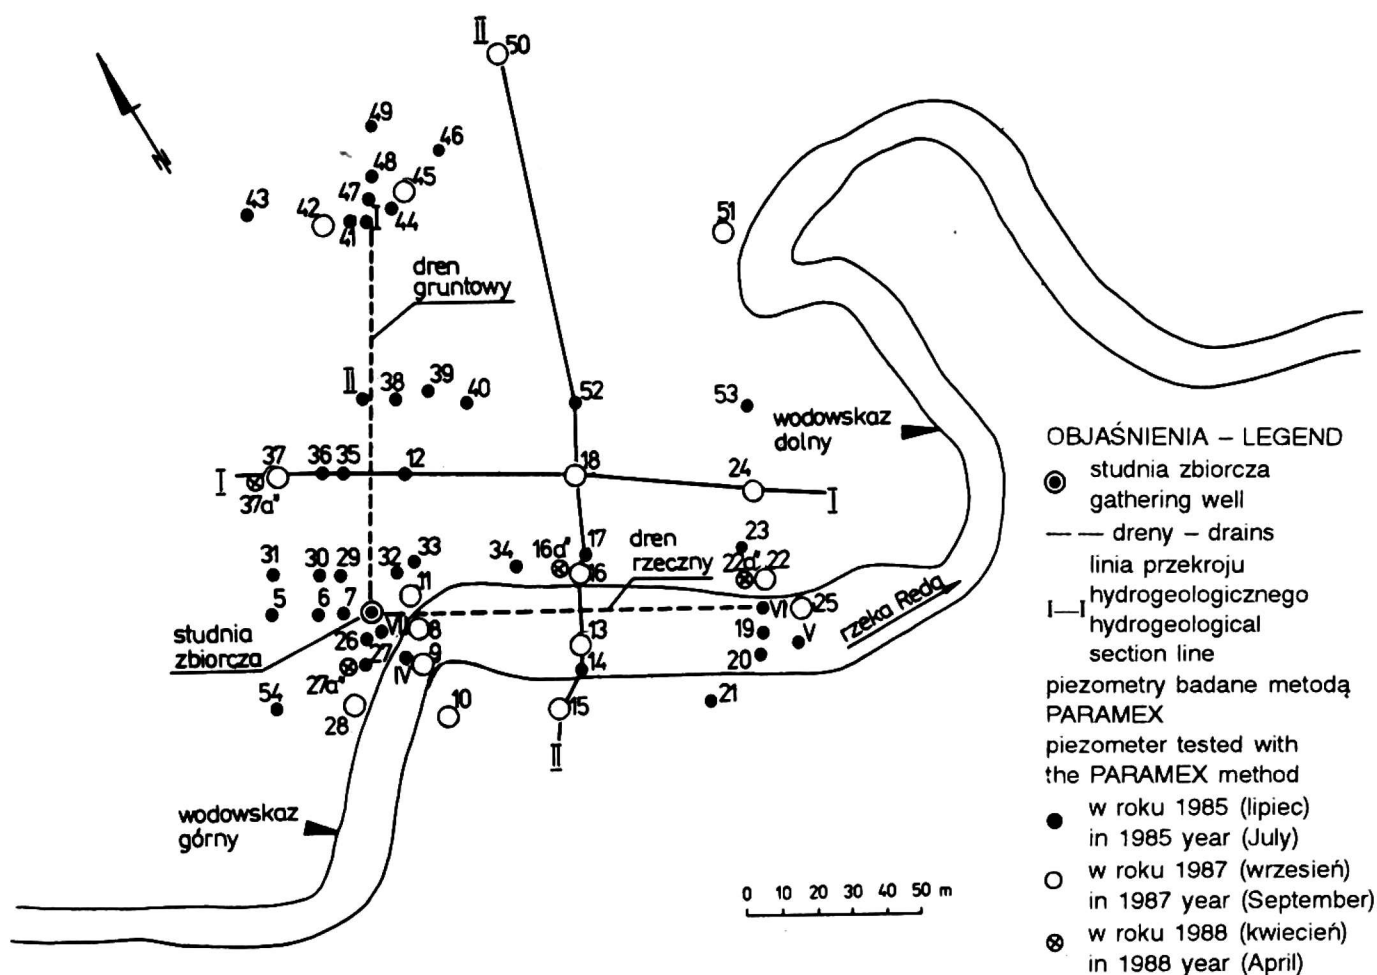 II
50
49
46
48
47
45
43
42
41
I
44
51
N
dren
gruntowy
II
38
39
40
52
53
wodowskaz
dolny
37
36
35
12
18
24
I
37a"
I
31
30
29
32
33
34
16a"
17
dren
rzeczny
23
22a"
22
11
16
5
6
7
VII
8
VI
25
rzeka Reda
studnia
zbiorcza
26
13
19
V
27
IV
9
14
20
27a"
54
28
10
15
21
II
wodowskaz
górny
0 10 20 30 40 50 m
OBJAŚNIENIA – LEGEND
studnia zbiorcza
gathering well
dreny – drains
linia przekroju
I—I hydrogeologicznego
hydrogeological
section line
piezometry badane metodą
PARAMEX
piezometer tested with
the PARAMEX method
w roku 1985 (lipiec)
in 1985 year (July)
w roku 1987 (wrzesień)
in 1987 year (September)
w roku 1988 (kwiecień)
in 1988 year (April)